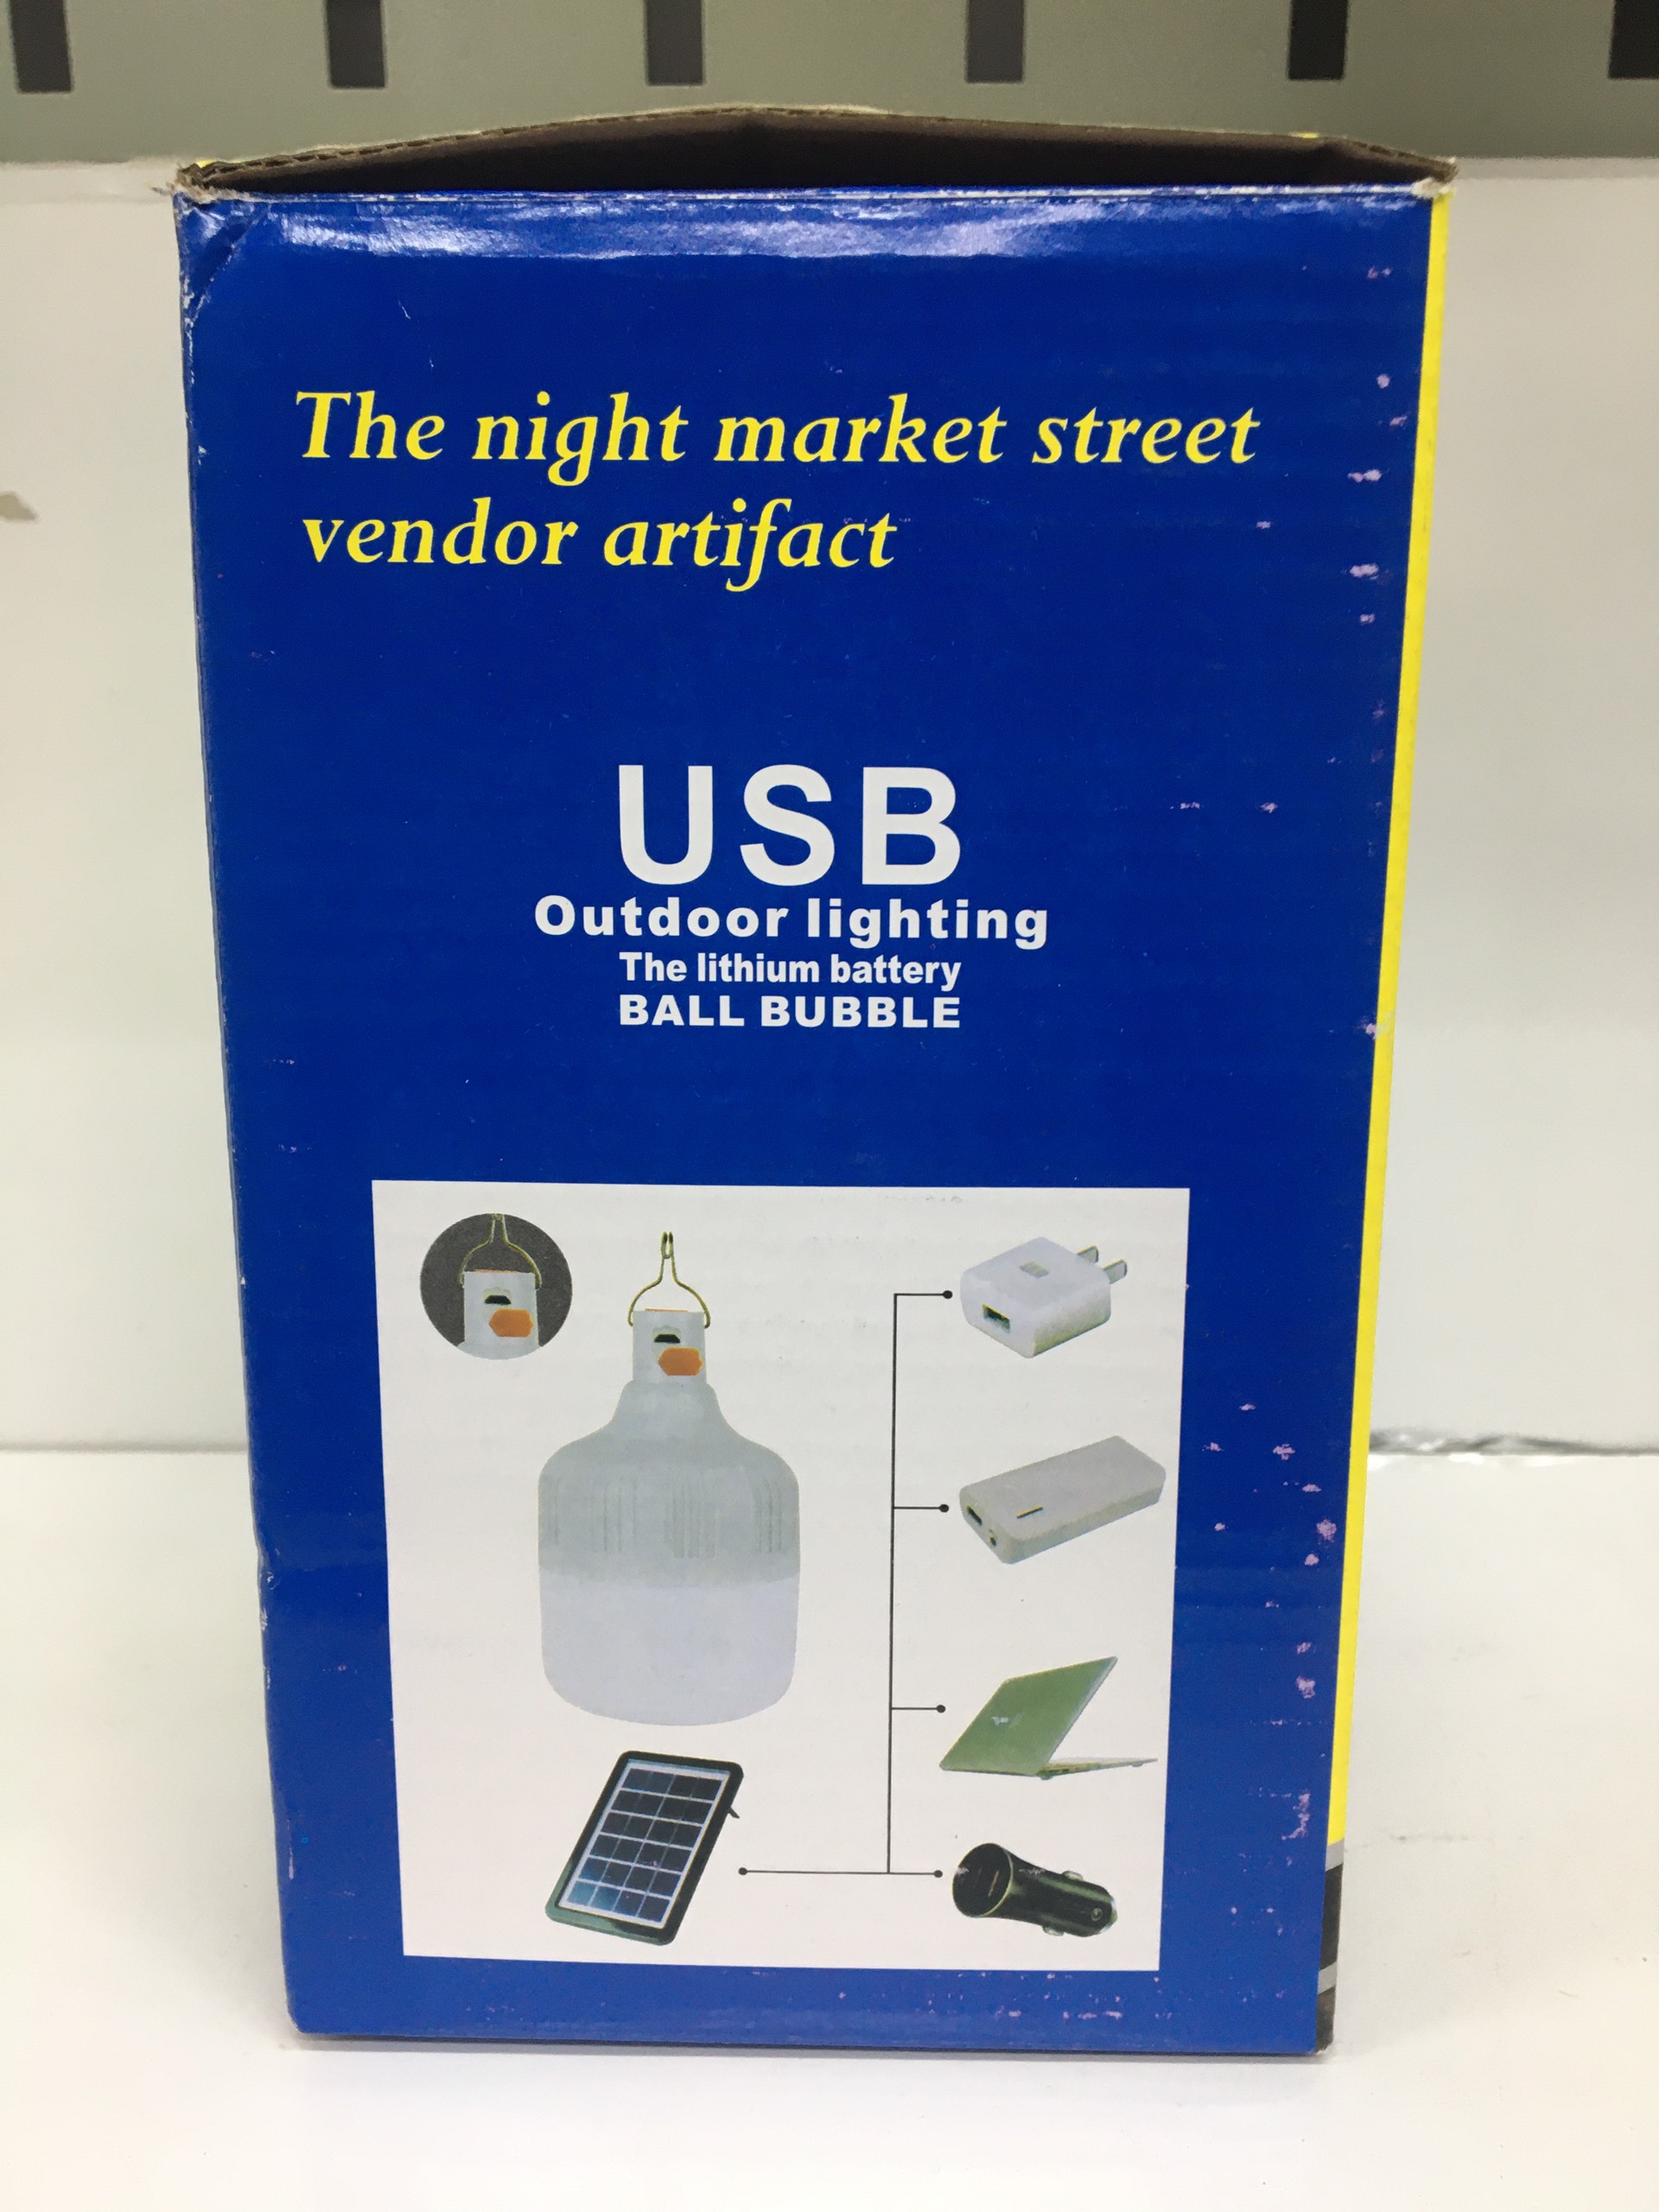 The night market street
vendor artifact
USB
Outdoor lighting
The lithium battery
BALL BUBBLE